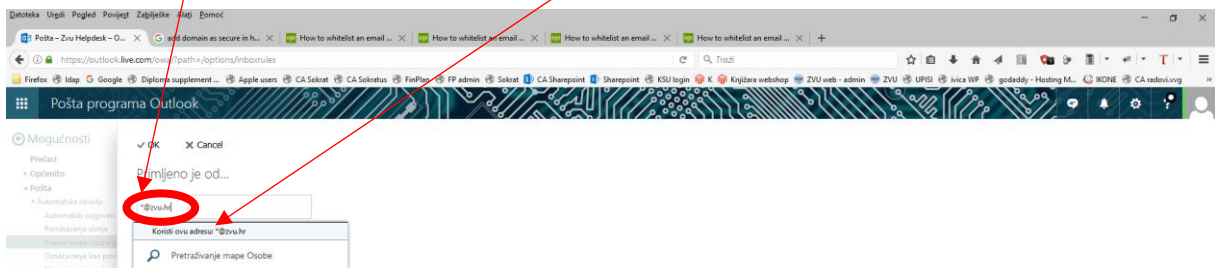 Datoteka Uredi Pogled Povijest Zabilješke Alati Pomoć
Pošta – Zvu Helpdesk – O... add domain as secure in h... How to whitelist an email ... How to whitelist an email ... How to whitelist an email ... How to whitelist an email ...
https://outlook.live.com/owa/?path=/options/inboxrules Traži
Firefox ldap Google Diploma supplement ... Apple users CA Sokrat CA Sokratus FinPlan FP admin Sokrat CA Sharepoint Sharepoint KSU login K Knjižara webshop ZVU web - admin ZVU UPISI ivica WP godaddy - Hosting M... IKONE CA radovi.vvg
Pošta programa Outlook
Mogućnosti
OK Cancel
Prečaci
Primljeno je od...
Općenito
Pošta
Automatska obrada
*@zvu.hr
Automatski odgovori
Poništavanje slanja
Koristi ovu adresu: *@zvu.hr
Pravila mape
Označavanje kao
Pretraživanje mape Osobe